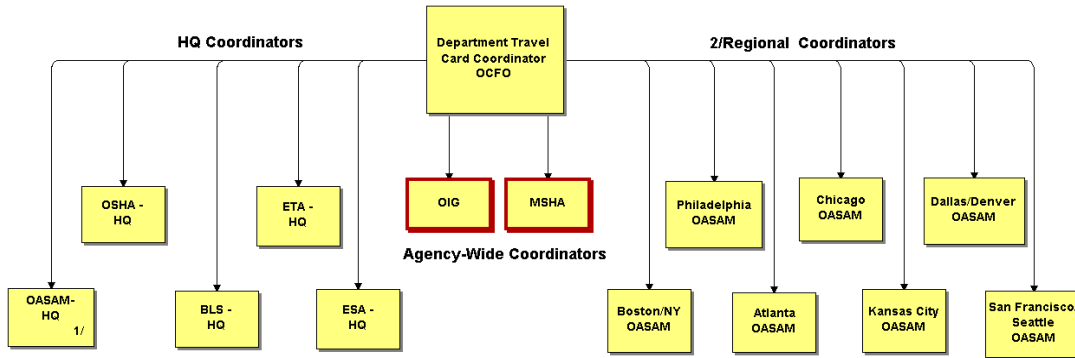 HQ Coordinators
Department Travel
Card Coordinator
OCFO
2/Regional Coordinators
OSHA -
HQ
ETA -
HQ
OIG
MSHA
Agency-Wide Coordinators
Philadelphia
OASAM
Chicago
OASAM
Dallas/Denver
OASAM
OASAM-
HQ
1/
BLS -
HQ
ESA -
HQ
Boston/NY
OASAM
Atlanta
OASAM
Kansas City
OASAM
San Francisco/
Seattle
OASAM